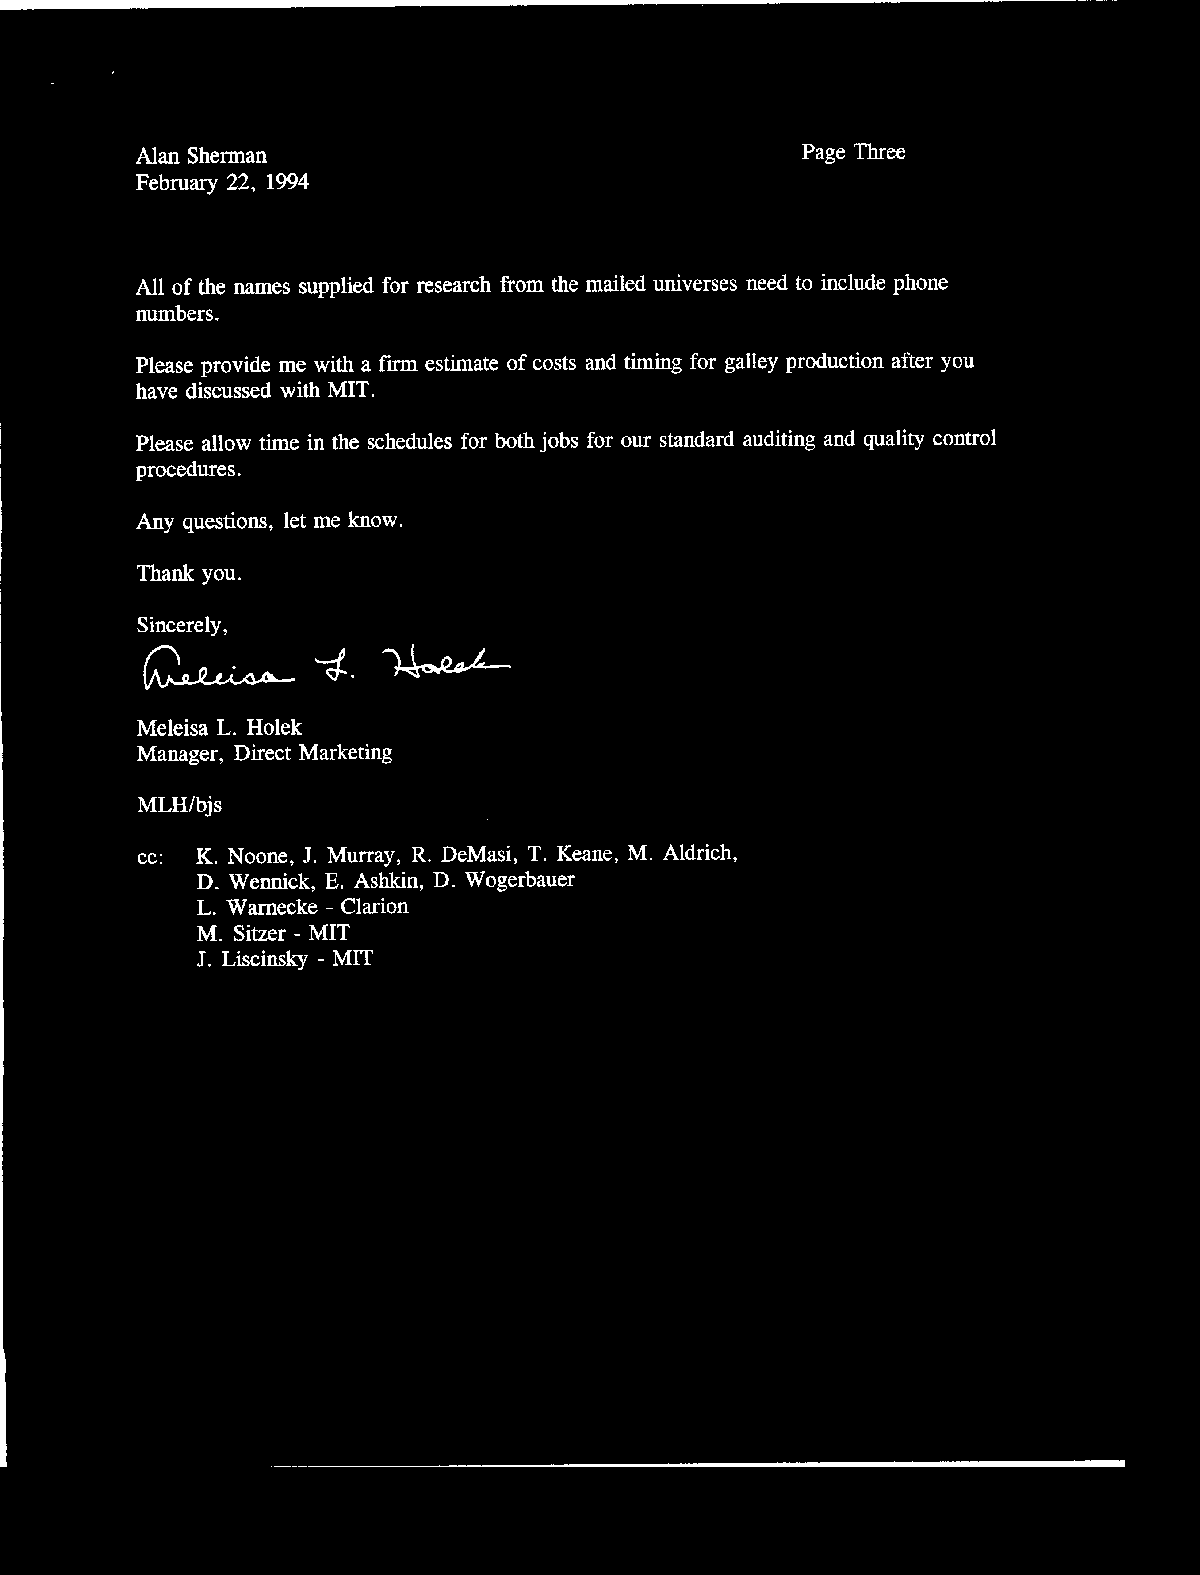 Alan Sherman Page Three
February 22, 1994
All of the names supplied for research from the mailed universes need to include phone
numbers.
Please provide me with a firm estimate of costs and timing for galley production after you
have discussed with MIT.
Please allow time in the schedules for both jobs for our standard auditing and quality control
procedures.
Any questions, let me know.
Thank you.
Sincerely,
Meleisa L. Holek
Meleisa L. Holek
Manager, Direct Marketing
MLH/bjs
cc: K. Noone, J. Murray, R. DeMasi, T. Keane, M. Aldrich,
D. Wennick, E. Ashkin, D. Wogerbauer
L. Warnecke - Clarion
M. Sitzer - MIT
J. Liscinsky - MIT